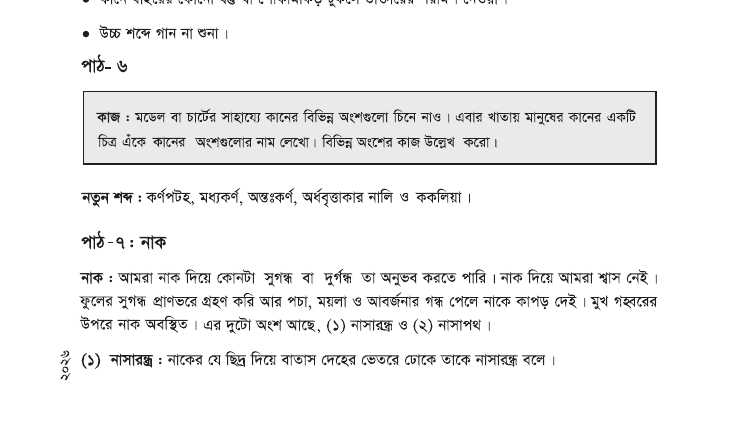 ● উচ্চ শব্দে গান না শুনা।
পাঠ- ৬
কাজ : মডেল বা চার্টের সাহায্যে কানের বিভিন্ন অংশগুলো চিনে নাও। এবার খাতায় মানুষের কানের একটি
চিত্র এঁকে কানের অংশগুলোর নাম লেখো। বিভিন্ন অংশের কাজ উল্লেখ করো।
নতুন শব্দ : কর্ণপটহ, মধ্যকর্ণ, অন্তঃকর্ণ, অর্ধবৃত্তাকার নালি ও ককলিয়া।
পাঠ-৭ : নাক
নাক : আমরা নাক দিয়ে কোনটা সুগন্ধ বা দুর্গন্ধ তা অনুভব করতে পারি। নাক দিয়ে আমরা শ্বাস নেই।
ফুলের সুগন্ধ প্রাণভরে গ্রহণ করি আর পচা, ময়লা ও আবর্জনার গন্ধ পেলে নাকে কাপড় দেই। মুখ গহ্বরের
উপরে নাক অবস্থিত। এর দুটো অংশ আছে, (১) নাসারন্ধ্র ও (২) নাসাপথ।
(১) নাসারন্ধ্র : নাকের যে ছিদ্র দিয়ে বাতাস দেহের ভেতরে ঢোকে তাকে নাসারন্ধ্র বলে।
২০২৬